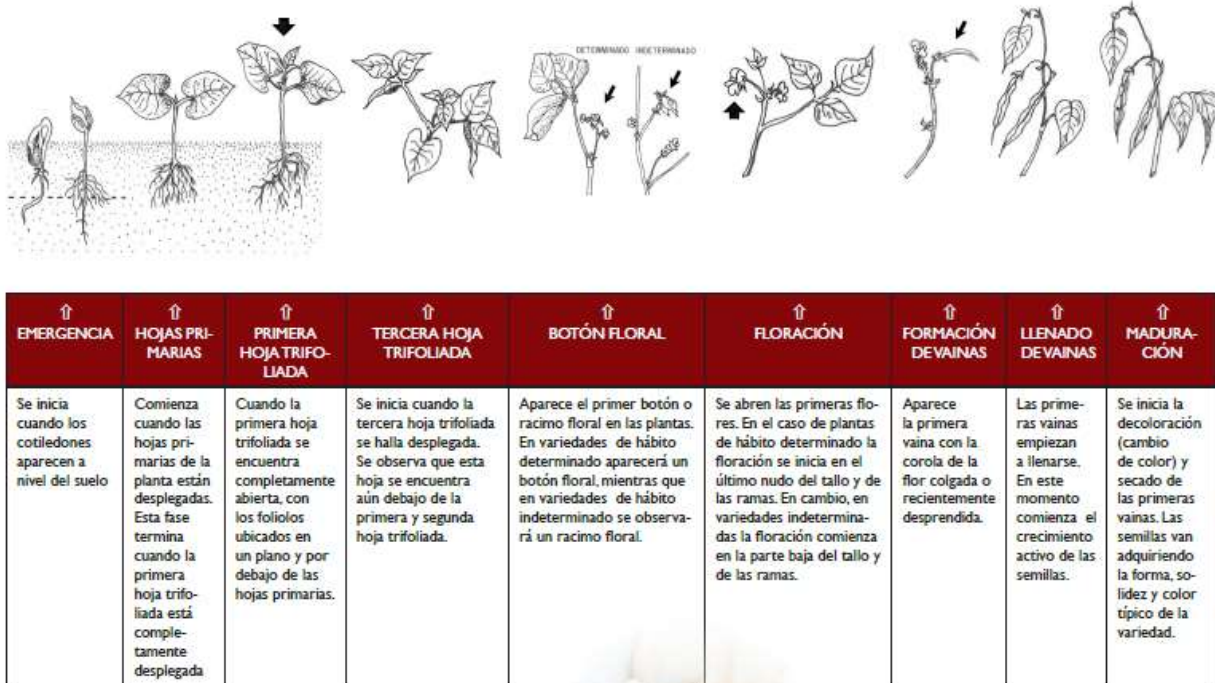 DETERMINADO INDETERMINADO
⇧
EMERGENCIA
⇧
HOJAS PRI-
MARIAS
⇧
PRIMERA
HOJA TRIFO-
LIADA
⇧
TERCERA HOJA
TRIFOLIADA
⇧
BOTÓN FLORAL
⇧
FLORACIÓN
⇧
FORMACIÓN
DE VAINAS
⇧
LLENADO
DE VAINAS
⇧
MADURA-
CIÓN
Se inicia
cuando los
cotiledones
aparecen a
nivel del suelo
Comienza
cuando las
hojas pri-
marias de la
planta están
desplegadas.
Esta fase
termina
cuando la
primera
hoja trifo-
liada está
comple-
tamente
desplegada
Cuando la
primera hoja
trifoliada se
encuentra
completamente
abierta, con
los foliolos
ubicados en
un plano y por
debajo de las
hojas primarias.
Se inicia cuando la
tercera hoja trifoliada
se halla desplegada.
Se observa que esta
hoja se encuentra
aún debajo de la
primera y segunda
hoja trifoliada.
Aparece el primer botón o
racimo floral en las plantas.
En variedades de hábito
determinado aparecerá un
botón floral, mientras que
en variedades de hábito
indeterminado se observa-
rá un racimo floral.
Se abren las primeras flo-
res. En el caso de plantas
de hábito determinado la
floración se inicia en el
último nudo del tallo y de
las ramas. En cambio, en
variedades indetermina-
das la floración comienza
en la parte baja del tallo y
de las ramas.
Aparece
la primera
vaina con la
corola de la
flor colgada o
recientemente
desprendida.
Las prime-
ras vainas
empiezan
a llenarse.
En este
momento
comienza el
crecimiento
activo de las
semillas.
Se inicia la
decoloración
(cambio
de color) y
secado de
las primeras
vainas. Las
semillas van
adquiriendo
la forma, so-
lidez y color
típico de la
variedad.